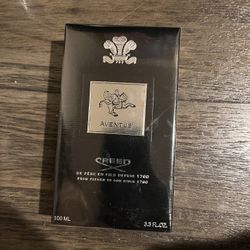 AVENTUS
CREED
DE PÈRE EN FILS DEPUIS 1760
FROM FATHER TO SON SINCE 1760
100 ML
3.3 FL.OZ.